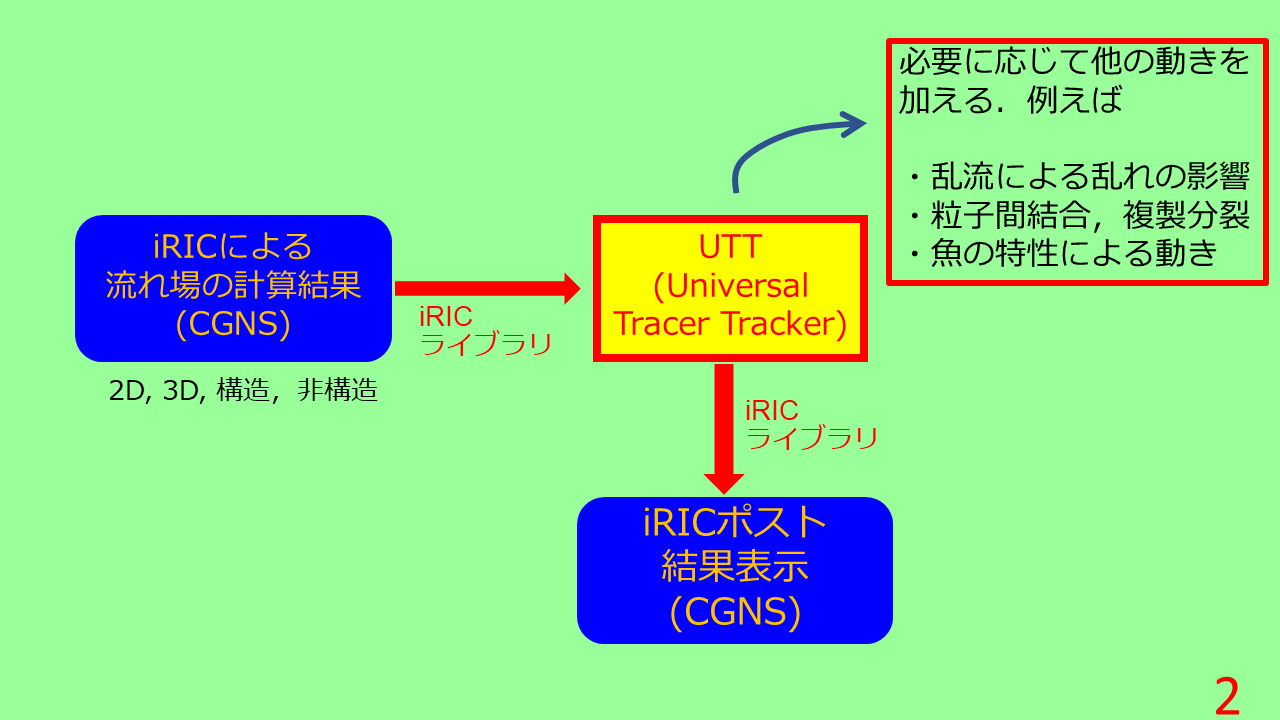 必要に応じて他の動きを
加える．例えば
・乱流による乱れの影響
・粒子間結合，複製分裂
・魚の特性による動き
iRICによる
流れ場の計算結果
(CGNS)
2D, 3D, 構造，非構造
iRIC
ライブラリ
UTT
(Universal
Tracer Tracker)
iRIC
ライブラリ
iRICポスト
結果表示
(CGNS)
2